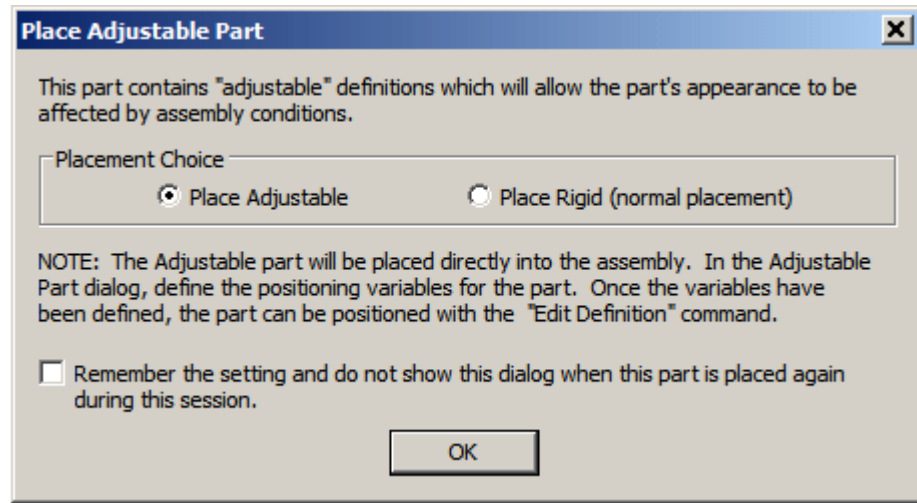 Place Adjustable Part
This part contains "adjustable" definitions which will allow the part's appearance to be
affected by assembly conditions.
Placement Choice
Place Adjustable
Place Rigid (normal placement)
NOTE:  The Adjustable part will be placed directly into the assembly.  In the Adjustable
Part dialog, define the positioning variables for the part.  Once the variables have
been defined, the part can be positioned with the  "Edit Definition" command.
Remember the setting and do not show this dialog when this part is placed again
during this session.
OK